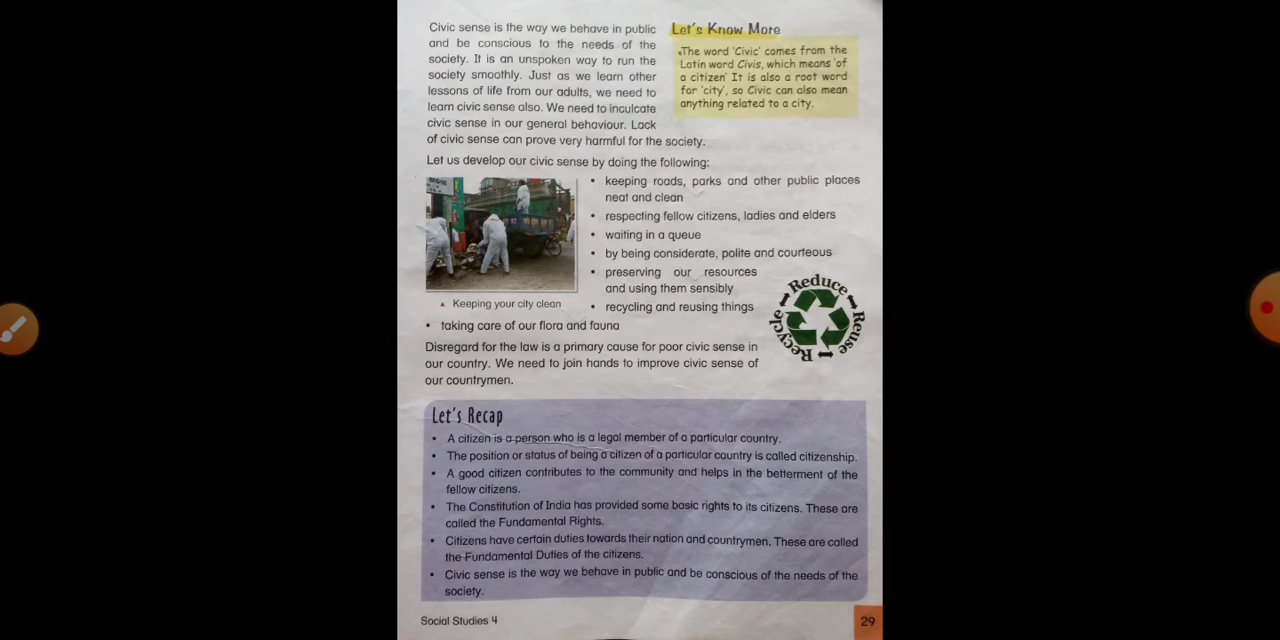 Civic sense is the way we behave in public
and be conscious to the needs of the
society. It is an unspoken way to run the
society smoothly. Just as we learn other
lessons of life from our adults, we need to
learn civic sense also. We need to inculcate
civic sense in our general behaviour. Lack
of civic sense can prove very harmful for the society.
Let's Know More
The word 'Civic' comes from the
Latin word Civis, which means 'of
a citizen' It is also a root word
for 'city', so Civic can also mean
anything related to a city.
Let us develop our civic sense by doing the following:
• keeping roads, parks and other public places
neat and clean
• respecting fellow citizens, ladies and elders
• waiting in a queue
• by being considerate, polite and courteous
• preserving our resources
and using them sensibly
• recycling and reusing things
▲ Keeping your city clean
Reduce
Reuse
Recycle
• taking care of our flora and fauna
Disregard for the law is a primary cause for poor civic sense in
our country. We need to join hands to improve civic sense of
our countrymen.
Let's Recap
• A citizen is a person who is a legal member of a particular country.
• The position or status of being a citizen of a particular country is called citizenship.
• A good citizen contributes to the community and helps in the betterment of the
fellow citizens.
• The Constitution of India has provided some basic rights to its citizens. These are
called the Fundamental Rights.
• Citizens have certain duties towards their nation and countrymen. These are called
the Fundamental Duties of the citizens.
• Civic sense is the way we behave in public and be conscious of the needs of the
society.
Social Studies 4
29